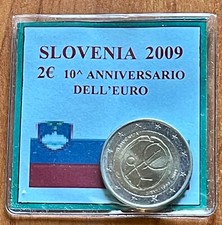 SLOVENIA 2009
2€ 10^ ANNIVERSARIO
DELL'EURO